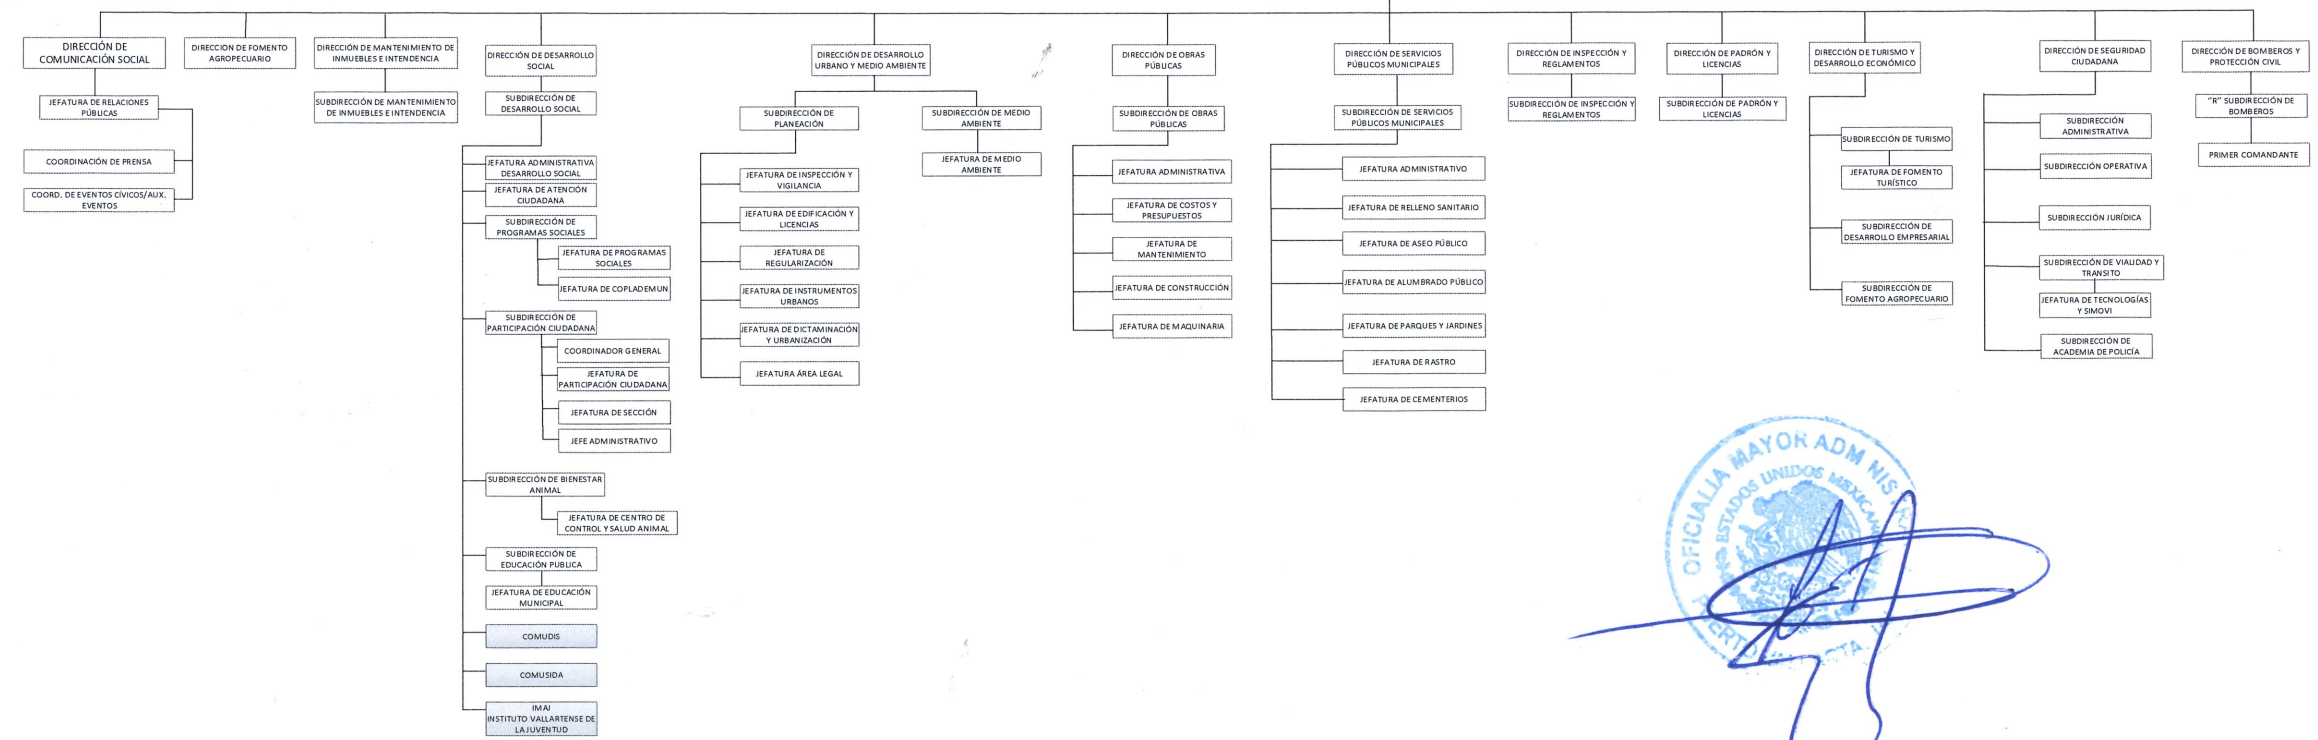 DIRECCIÓN DE
COMUNICACIÓN SOCIAL
JEFATURA DE RELACIONES
PÚBLICAS
COORDINACIÓN DE PRENSA
COORD. DE EVENTOS CÍVICOS/AUX.
EVENTOS
DIRECCION DE FOMENTO
AGROPECUARIO
DIRECCIÓN DE MANTENIMIENTO DE
INMUEBLES E INTENDENCIA
SUBDIRECCIÓN DE MANTENIMIENTO
DE INMUEBLES E INTENDENCIA
DIRECCIÓN DE DESARROLLO
SOCIAL
SUBDIRECCIÓN DE
DESARROLLO SOCIAL
JEFATURA ADMINISTRATIVA
DESARROLLO SOCIAL
JEFATURA DE ATENCIÓN
CIUDADANA
SUBDIRECCIÓN DE
PROGRAMAS SOCIALES
JEFATURA DE PROGRAMAS
SOCIALES
JEFATURA DE COPLADEMUN
SUBDIRECCIÓN DE
PARTICIPACIÓN CIUDADANA
COORDINADOR GENERAL
JEFATURA DE
PARTICIPACIÓN CIUDADANA
JEFATURA DE SECCIÓN
JEFE ADMINISTRATIVO
SUBDIRECCIÓN DE BIENESTAR
ANIMAL
JEFATURA DE CENTRO DE
CONTROL Y SALUD ANIMAL
SUBDIRECCIÓN DE
EDUCACIÓN PUBLICA
JEFATURA DE EDUCACIÓN
MUNICIPAL
COMUDIS
COMUSIDA
IMAJ
INSTITUTO VALLARTENSE DE
LA JUVENTUD
DIRECCIÓN DE DESARROLLO
URBANO Y MEDIO AMBIENTE
SUBDIRECCIÓN DE
PLANEACIÓN
JEFATURA DE INSPECCIÓN Y
VIGILANCIA
JEFATURA DE EDIFICACIÓN Y
LICENCIAS
JEFATURA DE
REGULARIZACIÓN
JEFATURA DE INSTRUMENTOS
URBANOS
JEFATURA DE DICTAMINACIÓN
Y URBANIZACIÓN
JEFATURA ÁREA LEGAL
SUBDIRECCIÓN DE MEDIO
AMBIENTE
JEFATURA DE MEDIO
AMBIENTE
DIRECCIÓN DE OBRAS
PÚBLICAS
SUBDIRECCIÓN DE OBRAS
PÚBLICAS
JEFATURA ADMINISTRATIVA
JEFATURA DE COSTOS Y
PRESUPUESTOS
JEFATURA DE
MANTENIMIENTO
JEFATURA DE CONSTRUCCIÓN
JEFATURA DE MAQUINARIA
DIRECCIÓN DE SERVICIOS
PÚBLICOS MUNICIPALES
SUBDIRECCIÓN DE SERVICIOS
PÚBLICOS MUNICIPALES
JEFATURA ADMINISTRATIVO
JEFATURA DE RELLENO SANITARIO
JEFATURA DE ASEO PÚBLICO
JEFATURA DE ALUMBRADO PÚBLICO
JEFATURA DE PARQUES Y JARDINES
JEFATURA DE RASTRO
JEFATURA DE CEMENTERIOS
DIRECCIÓN DE INSPECCIÓN Y
REGLAMENTOS
SUBDIRECCIÓN DE INSPECCIÓN Y
REGLAMENTOS
DIRECCIÓN DE PADRÓN Y
LICENCIAS
SUBDIRECCIÓN DE PADRÓN Y
LICENCIAS
DIRECCIÓN DE TURISMO Y
DESARROLLO ECONÓMICO
SUBDIRECCIÓN DE TURISMO
JEFATURA DE FOMENTO
TURÍSTICO
SUBDIRECCIÓN DE
DESARROLLO EMPRESARIAL
SUBDIRECCIÓN DE
FOMENTO AGROPECUARIO
DIRECCIÓN DE SEGURIDAD
CIUDADANA
SUBDIRECCIÓN
ADMINISTRATIVA
SUBDIRECCIÓN OPERATIVA
SUBDIRECCIÓN JURÍDICA
SUBDIRECCIÓN DE VIALIDAD Y
TRANSITO
JEFATURA DE TECNOLOGÍAS
Y SIMOVI
SUBDIRECCIÓN DE
ACADEMIA DE POLICÍA
DIRECCIÓN DE BOMBEROS Y
PROTECCIÓN CIVIL
"R" SUBDIRECCIÓN DE
BOMBEROS
PRIMER COMANDANTE
OFICIALIA MAYOR
ESTADOS UNIDOS